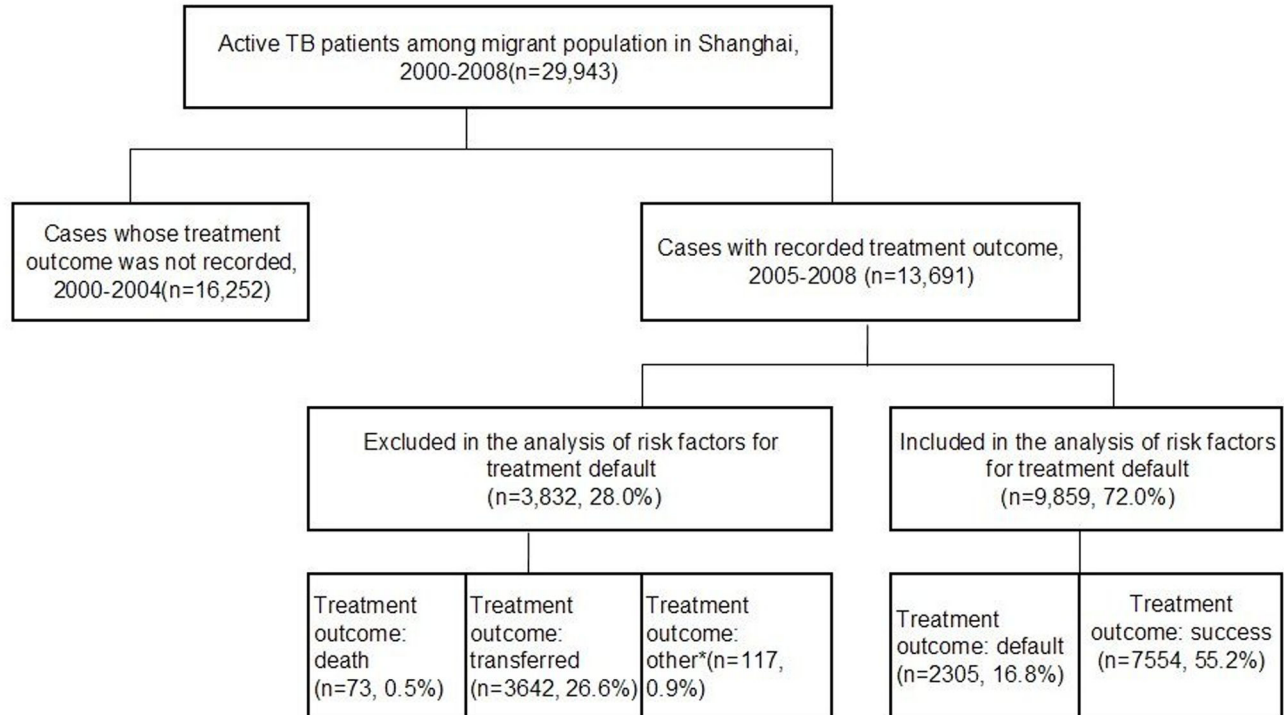 Active TB patients among migrant population in Shanghai,
2000-2008(n=29,943)
Cases whose treatment
outcome was not recorded,
2000-2004(n=16,252)
Cases with recorded treatment outcome,
2005-2008 (n=13,691)
Excluded in the analysis of risk factors for
treatment default
(n=3,832, 28.0%)
Included in the analysis of risk factors
for treatment default
(n=9,859, 72.0%)
Treatment
outcome:
death
(n=73, 0.5%)
Treatment
outcome:
transferred
(n=3642, 26.6%)
Treatment
outcome:
other*(n=117,
0.9%)
Treatment
outcome: default
(n=2305, 16.8%)
Treatment
outcome: success
(n=7554, 55.2%)